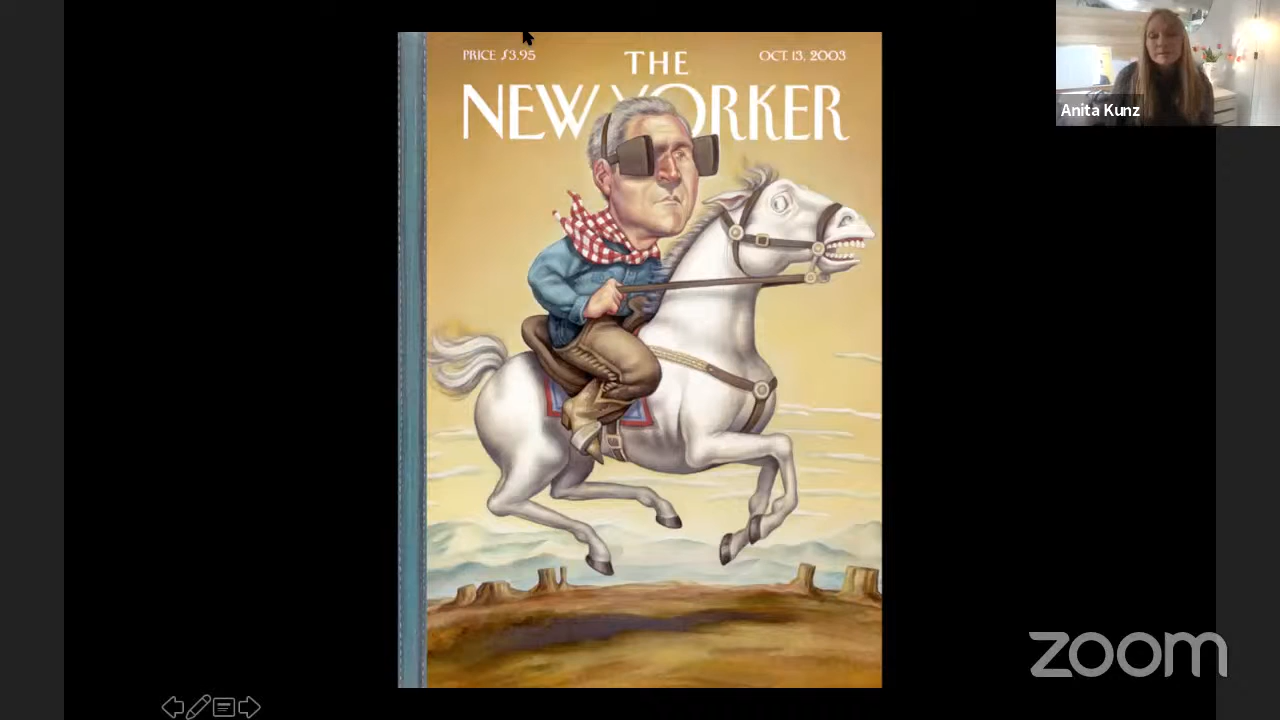 PRICE $3.95
THE
OCT. 13, 2003
NEW YORKER
Anita Kunz
zoom